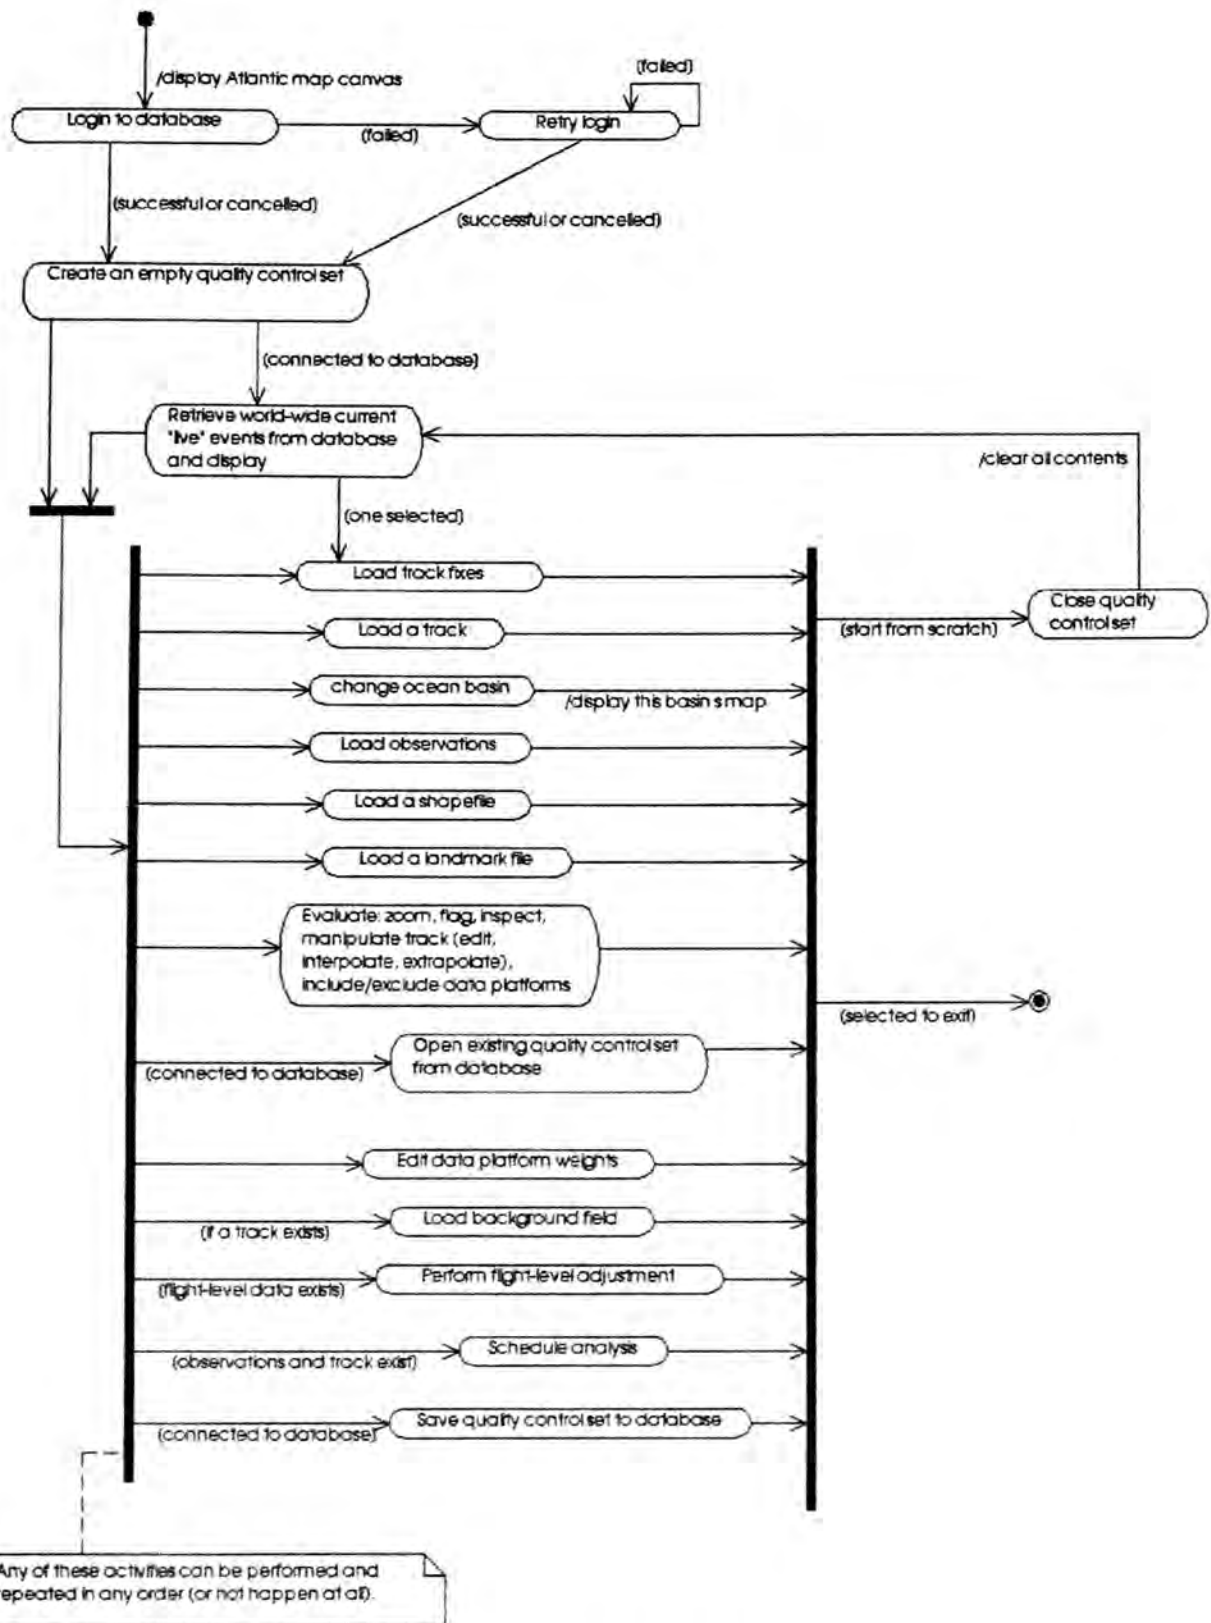 /display Atlantic map canvas
(failed)
Login to database
Retry login
(failed)
(successful or cancelled)
(successful or cancelled)
Create an empty quality control set
(connected to database)
Retrieve world-wide current
"live" events from database
and display
/clear all contents
(one selected)
Load track fixes
Close quality
control set
Load a track
(start from scratch)
change ocean basin
/display this basin s map
Load observations
Load a shapefile
Load a landmark file
Evaluate: zoom, flag, inspect,
manipulate track (edit,
interpolate, extrapolate),
include/exclude data platforms
(selected to exit)
Open existing quality control set
from database
(connected to database)
Edit data platform weights
Load background field
(if a track exists)
Perform flight-level adjustment
(flight-level data exists)
Schedule analysis
(observations and track exist)
Save quality control set to database
(connected to database)
Any of these activities can be performed and
repeated in any order (or not happen at all).